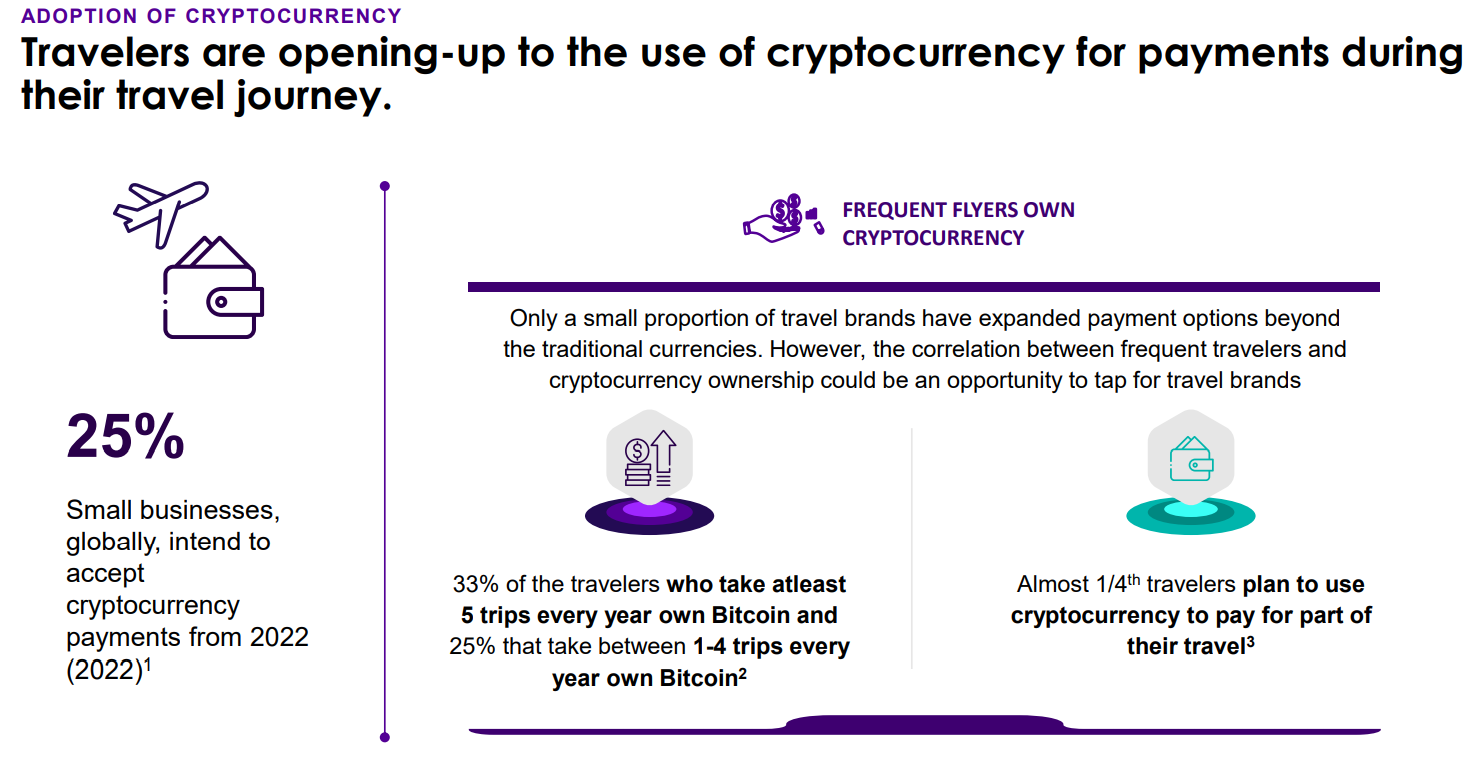 ADOPTION OF CRYPTOCURRENCY
Travelers are opening-up to the use of cryptocurrency for payments during
their travel journey.
25%
Small businesses,
globally, intend to
accept
cryptocurrency
payments from 2022
(2022)¹
FREQUENT FLYERS OWN
CRYPTOCURRENCY
Only a small proportion of travel brands have expanded payment options beyond
the traditional currencies. However, the correlation between frequent travelers and
cryptocurrency ownership could be an opportunity to tap for travel brands
33% of the travelers who take atleast
5 trips every year own Bitcoin and
25% that take between 1-4 trips every
year own Bitcoin²
Almost 1/4ᵗʰ travelers plan to use
cryptocurrency to pay for part of
their travel³